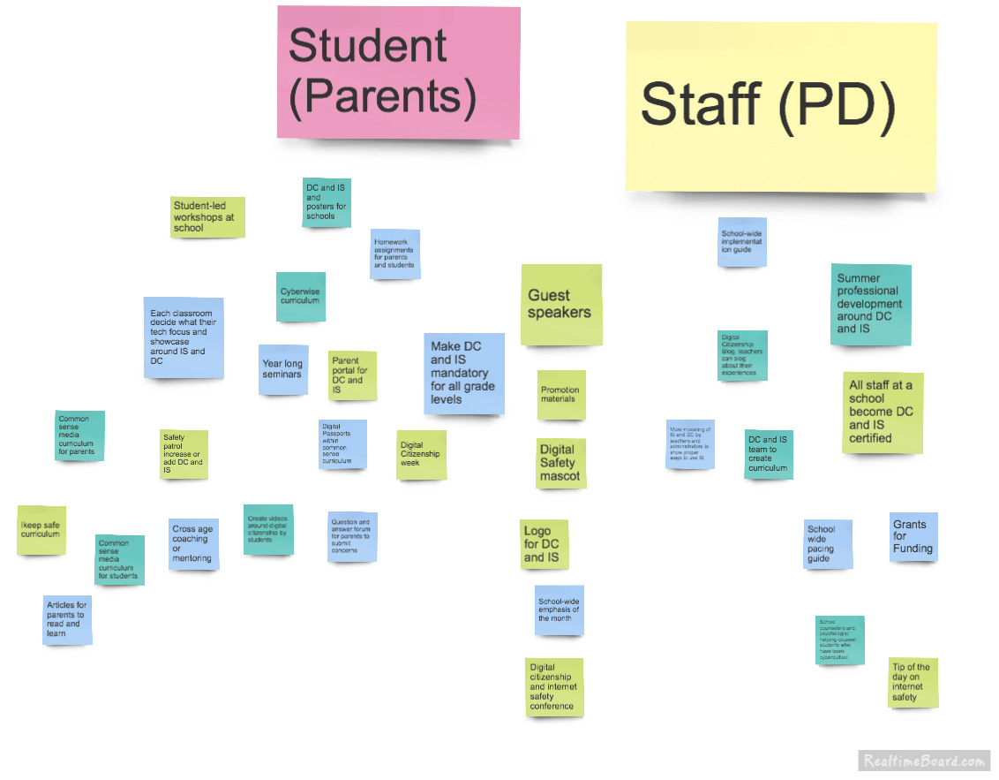 Student
(Parents)
Staff (PD)
Student-led
workshops at
school
DC and IS
and
posters for
schools
Homework
assignments
for parents
and students
Cyberwise
curriculum
Each classroom
decide what their
tech focus and
showcase
around IS and
DC
Year long
seminars
Parent
portal for
DC and
IS
Make DC
and IS
mandatory
for all grade
levels
Common
sense
media
curriculum
for parents
Safety
patrol
increase or
add DC and
IS
Digital
Passports
within
common
sense
curriculum
Digital
Citizenship
week
Ikeep safe
curriculum
Common
sense
media
curriculum
for students
Cross age
coaching
or
mentoring
Create videos
around digital
citizenship by
students
Question and
answer forum
for parents to
submit
concerns
Articles for
parents to
read and
learn
Guest
speakers
Promotion
materials
Digital
Safety
mascot
Logo
for DC
and IS
School-wide
emphasis of
the month
Digital
citizenship
and internet
safety
conference
School-wide
implementat
ion guide
Summer
professional
development
around DC
and IS
Digital
Citizenship
Blog, teachers
can blog
about their
experiences
All staff at a
school
become DC
and IS
certified
More modeling of
IS and DC by
teachers and
administrators to
show proper
ways to use IS
DC and IS
team to
create
curriculum
School
wide
pacing
guide
Grants
for
Funding
School
counselors and
psychologist
helping counsel
students who
have been
cyberbullied
Tip of the
day on
internet
safety
RealtimeBoard.com